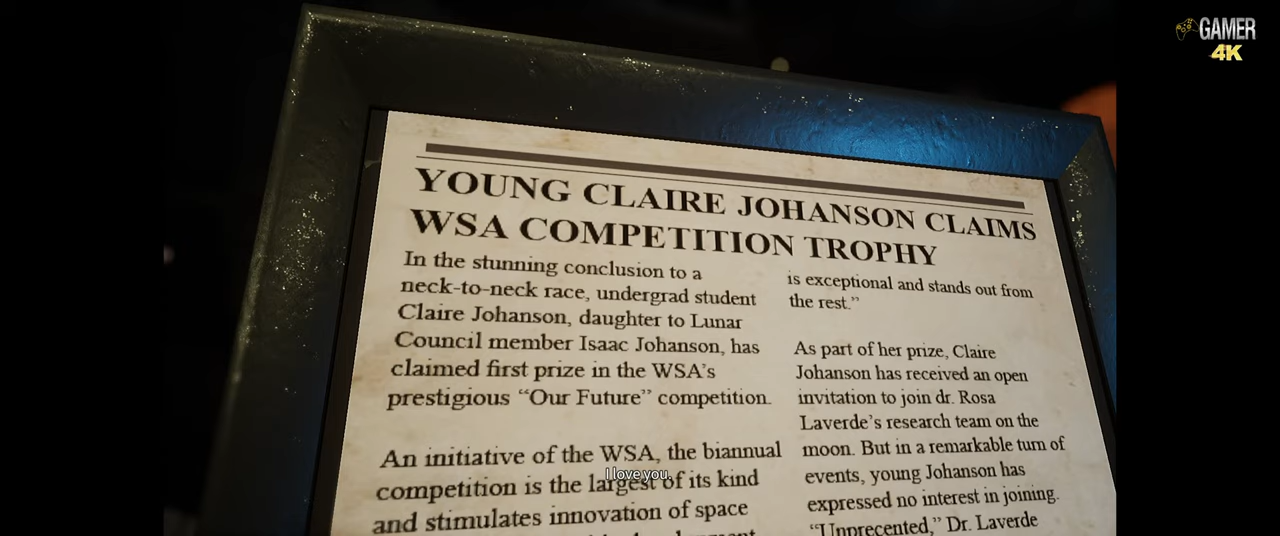 GAMER
4K
YOUNG CLAIRE JOHANSON CLAIMS
WSA COMPETITION TROPHY
In the stunning conclusion to a
neck-to-neck race, undergrad student
Claire Johanson, daughter to Lunar
Council member Isaac Johanson, has
claimed first prize in the WSA's
prestigious “Our Future” competition.
An initiative of the WSA, the biannual
competition is the largest of its kind
and stimulates innovation of space
is exceptional and stands out from
the rest.”
As part of her prize, Claire
Johanson has received an open
invitation to join dr. Rosa
Laverde’s research team on the
moon. But in a remarkable turn of
events, young Johanson has
expressed no interest in joining.
“Unprecented,” Dr. Laverde
I love you.